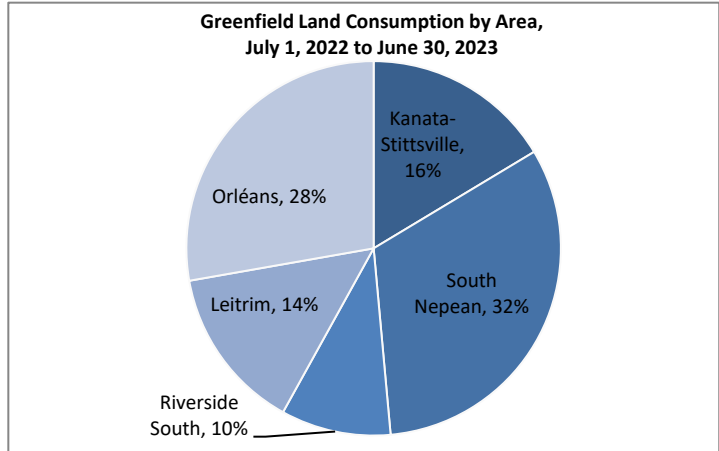 Greenfield Land Consumption by Area,
July 1, 2022 to June 30, 2023
Kanata-
Stittsville,
16%
South
Nepean, 32%
Riverside
South, 10%
Leitrim, 14%
Orléans, 28%